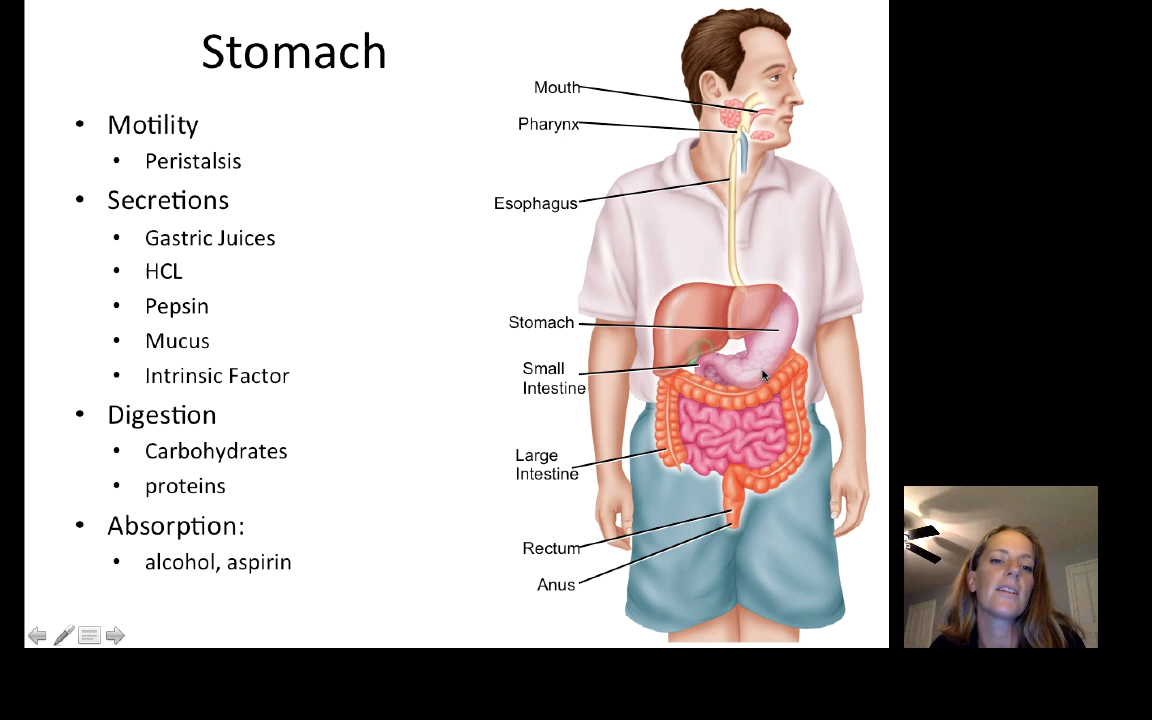 Stomach
• Motility
• Peristalsis
• Secretions
• Gastric Juices
• HCL
• Pepsin
• Mucus
• Intrinsic Factor
• Digestion
• Carbohydrates
• proteins
• Absorption:
• alcohol, aspirin
Mouth
Pharynx
Esophagus
Stomach
Small
Intestine
Large
Intestine
Rectum
Anus